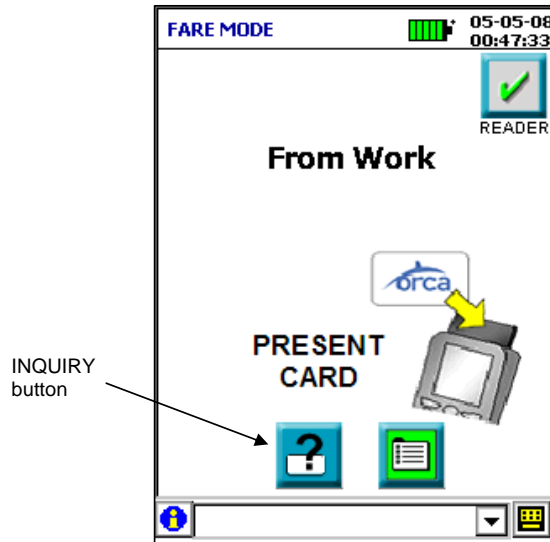 FARE MODE
05-05-08
00:47:33
READER
From Work
orca
PRESENT
CARD
INQUIRY
button
?